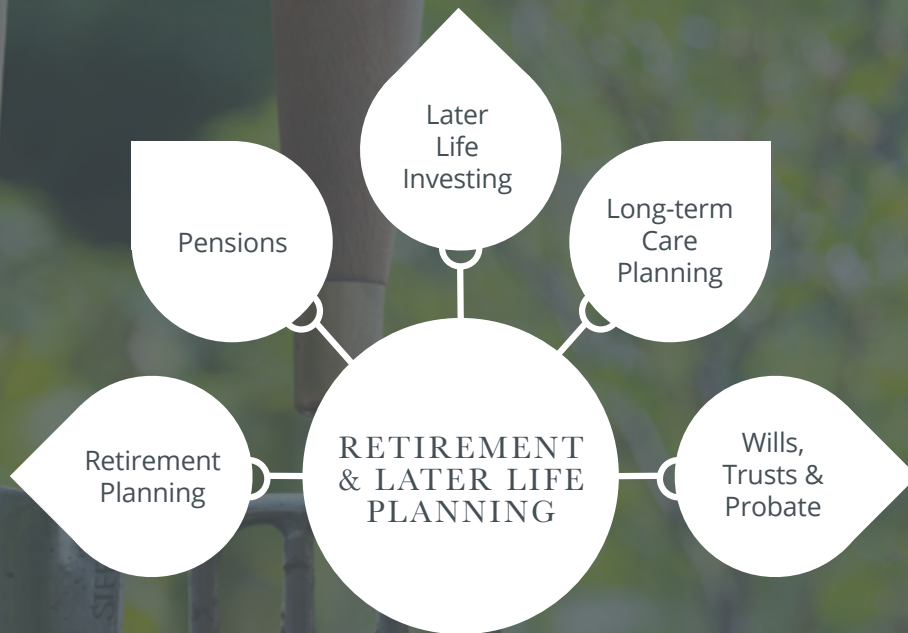 Later
Life
Investing
Pensions
Long-term
Care
Planning
Retirement
Planning
RETIREMENT
& LATER LIFE
PLANNING
Wills,
Trusts &
Probate